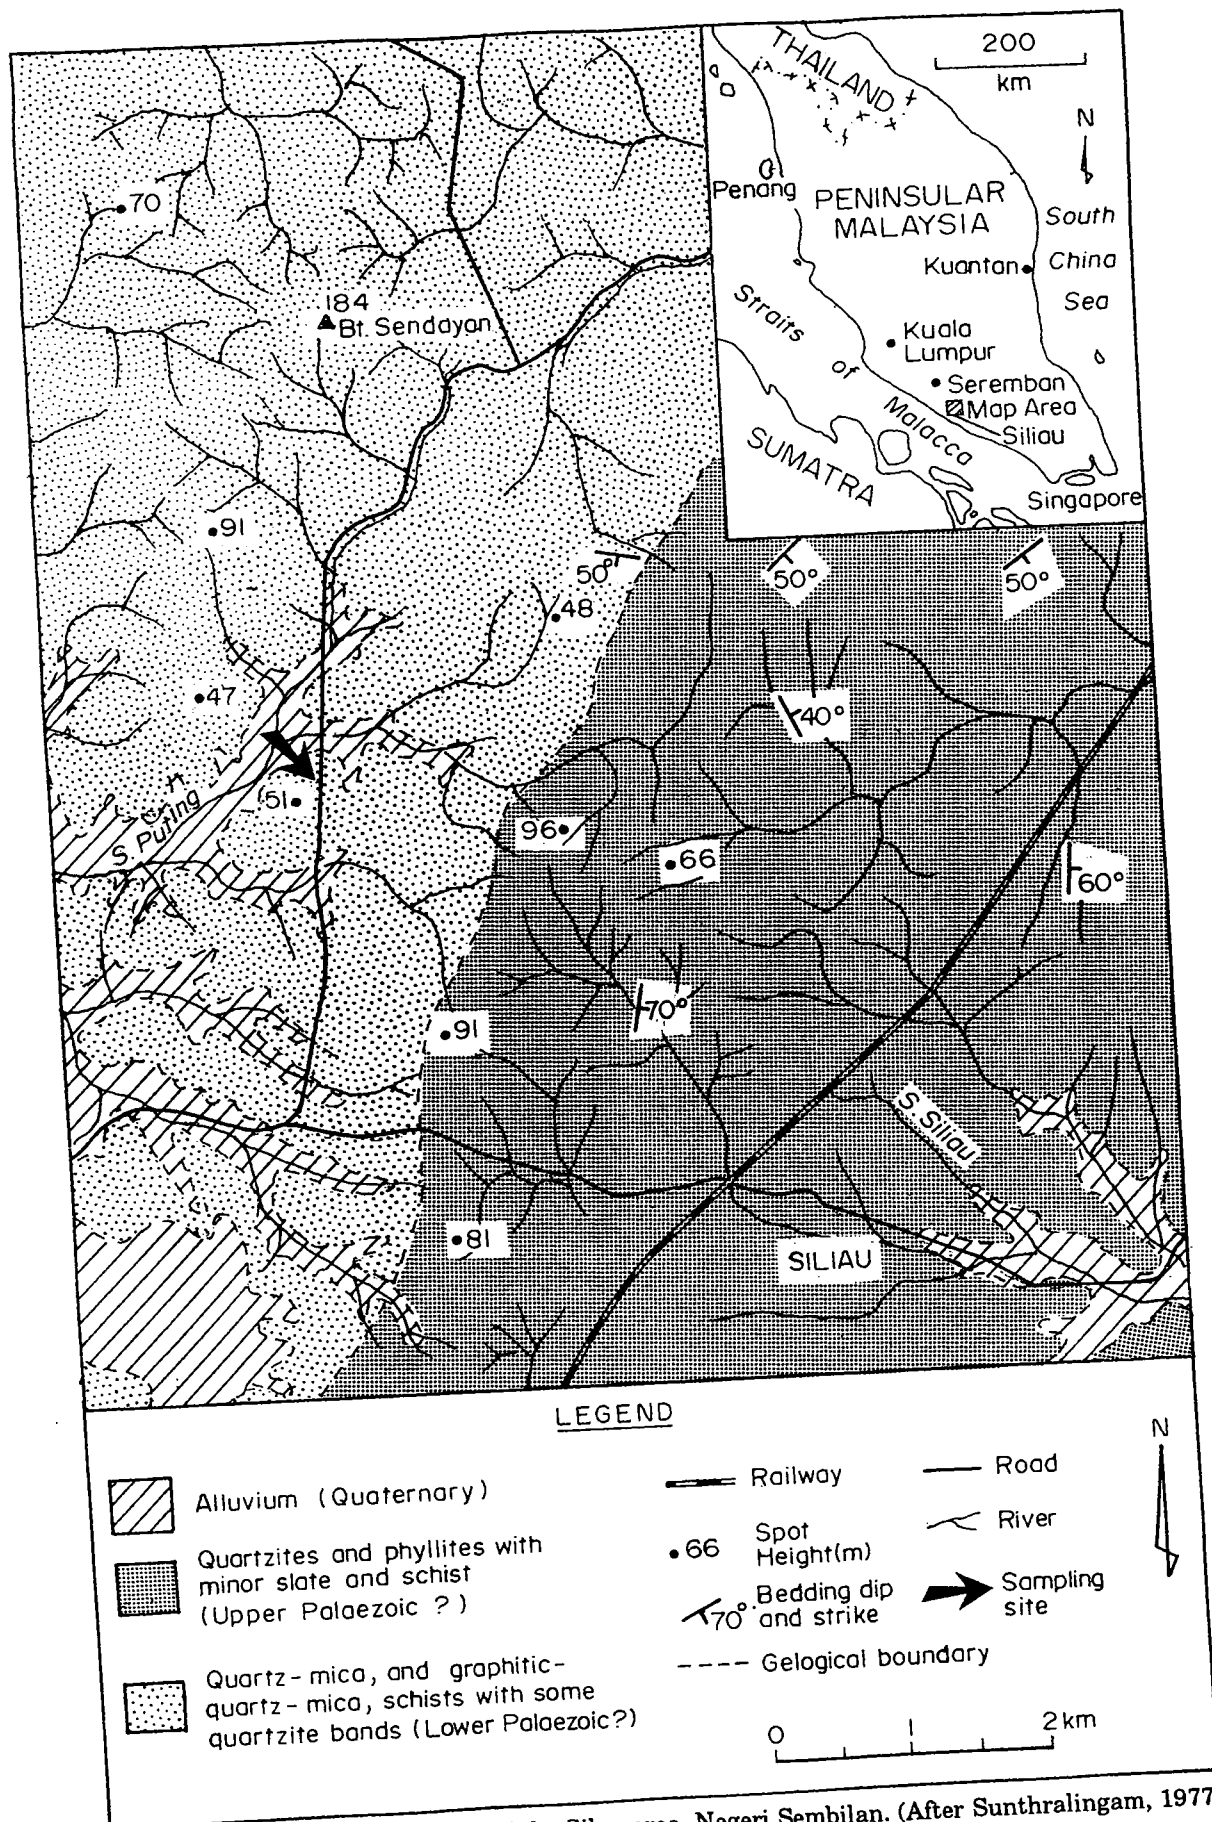 200
km
THAILAND
N
Penang
PENINSULAR
MALAYSIA
South
China
Sea
Kuantan
Straits of Malacca
Kuala
Lumpur
Seremban
Map Area
Siliau
SUMATRA
Singapore
70
184
Bt. Sendayan
91
50°
50°
50°
48
47
40°
51
S Puting
96
66
60°
70°
91
S Siliau
81
SILIAU
LEGEND
Alluvium (Quaternary)
Quartzites and phyllites with
minor slate and schist
(Upper Palaezoic ?)
Quartz-mica, and graphitic-
quartz-mica, schists with some
quartzite bands (Lower Palaezoic?)
Railway
Road
66
Spot
Height(m)
River
70°
Bedding dip
and strike
Sampling
site
Gelogical boundary
N
0 1 2 km
area, Negeri Sembilan. (After Sunthralingam, 1977